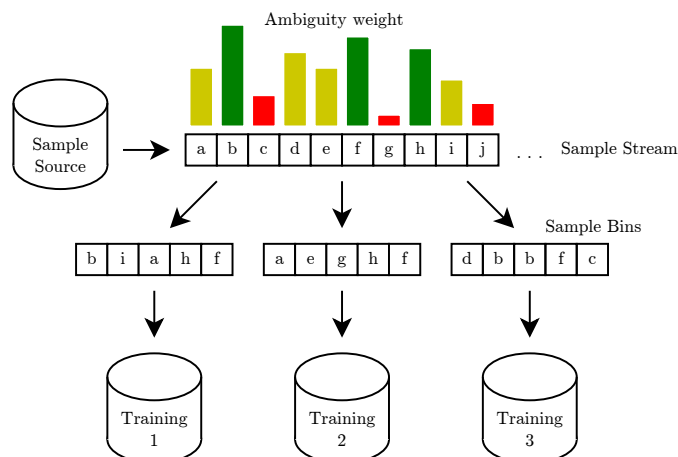 Ambiguity weight
Sample
Source
a b c d e f g h i j
. . .
Sample Stream
Sample Bins
b i a h f
a e g h f
d b b f c
Training
1
Training
2
Training
3